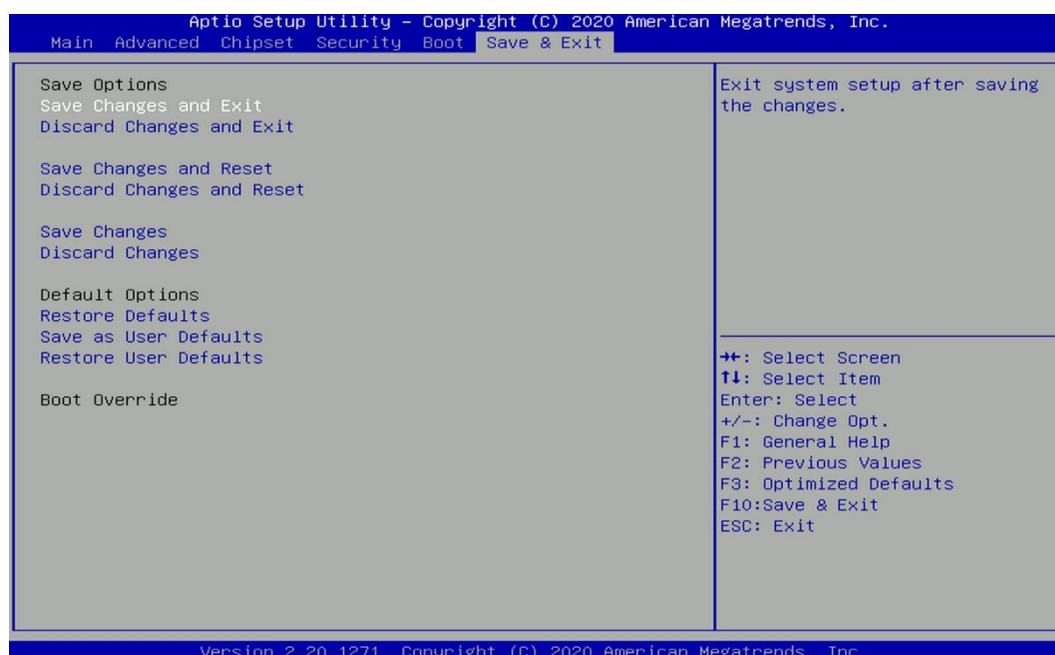 Aptio Setup Utility – Copyright (C) 2020 American Megatrends, Inc.
Main Advanced Chipset Security Boot Save & Exit
Save Options
Save Changes and Exit
Discard Changes and Exit
Save Changes and Reset
Discard Changes and Reset
Save Changes
Discard Changes
Default Options
Restore Defaults
Save as User Defaults
Restore User Defaults
Boot Override
Exit system setup after saving
the changes.
→←: Select Screen
↑↓: Select Item
Enter: Select
+/-: Change Opt.
F1: General Help
F2: Previous Values
F3: Optimized Defaults
F10:Save & Exit
ESC: Exit
Version 2.20.1271. Copyright (C) 2020 American Megatrends, Inc.